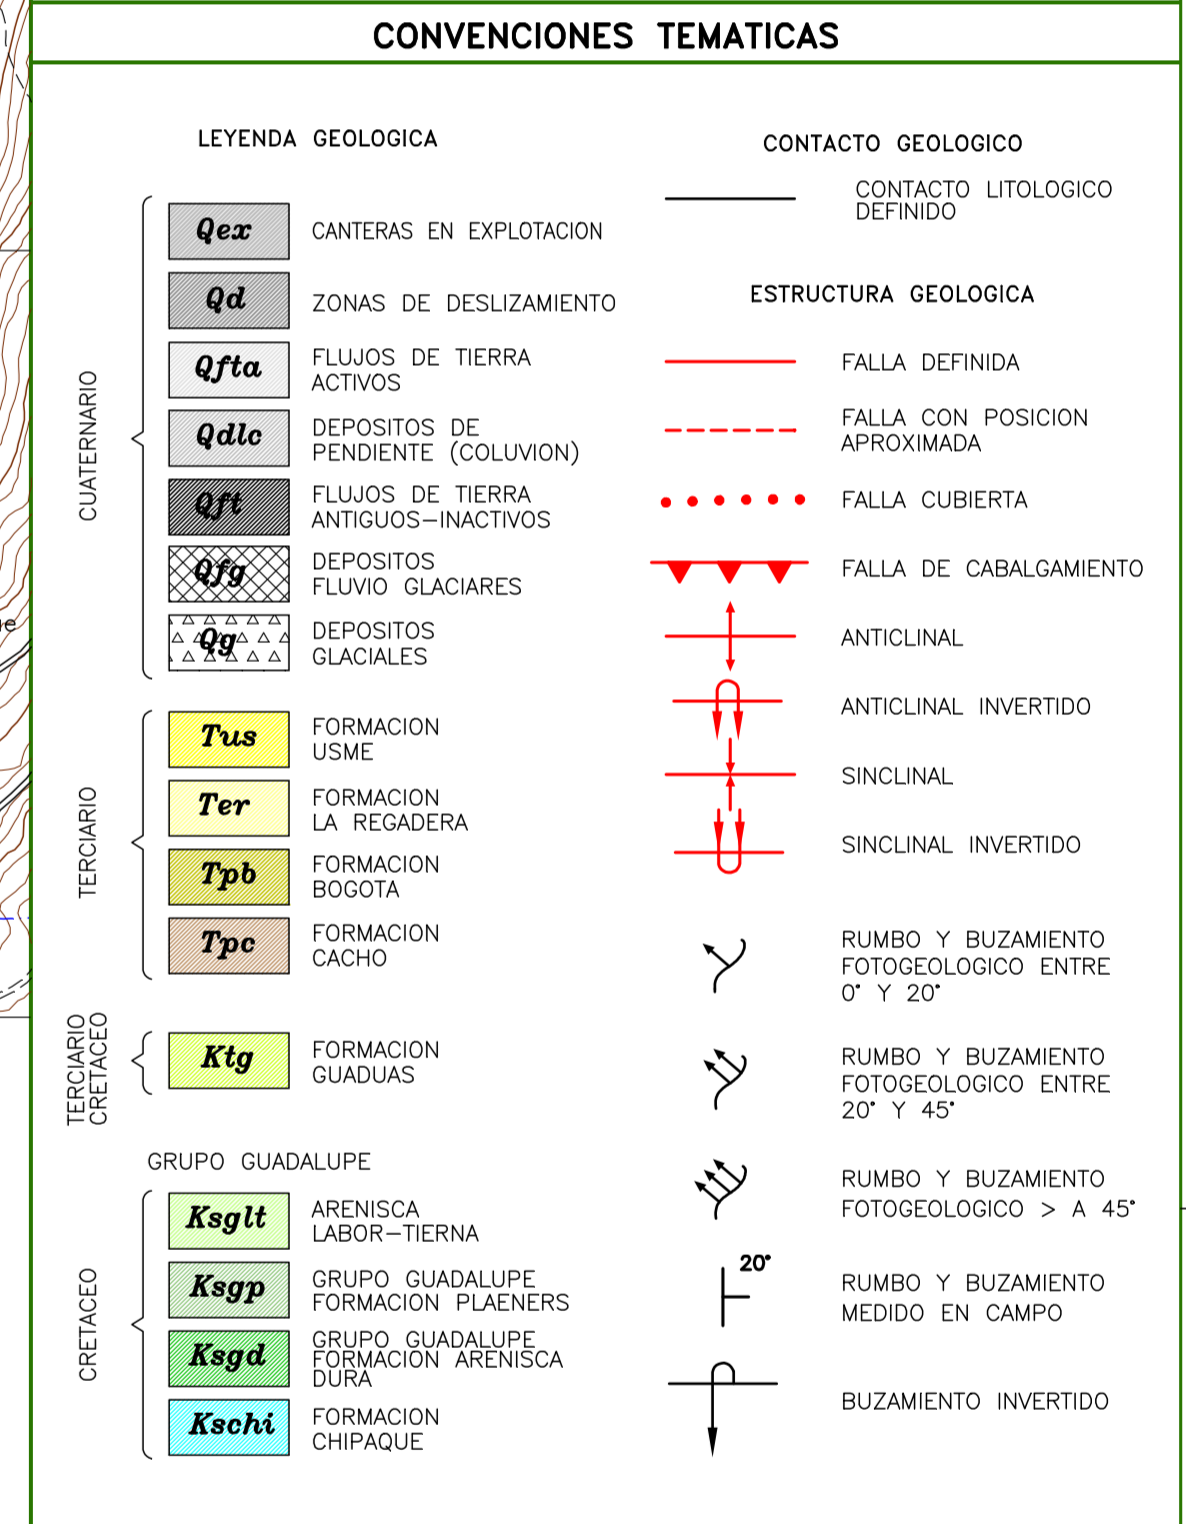 CONVENCIONES TEMATICAS
LEYENDA GEOLOGICA
CUATERNARIO
Qex
CANTERAS EN EXPLOTACION
Qd
ZONAS DE DESLIZAMIENTO
Qfta
FLUJOS DE TIERRA
ACTIVOS
Qdlc
DEPOSITOS DE
PENDIENTE (COLUVION)
Qft
FLUJOS DE TIERRA
ANTIGUOS-INACTIVOS
Qfg
DEPOSITOS
FLUVIO GLACIARES
Qg
DEPOSITOS
GLACIALES
TERCIARIO
Tus
FORMACION
USME
Ter
FORMACION
LA REGADERA
Tpb
FORMACION
BOGOTA
Tpc
FORMACION
CACHO
TERCIARIO
CRETACEO
Ktg
FORMACION
GUADUAS
GRUPO GUADALUPE
CRETACEO
Ksglt
ARENISCA
LABOR-TIERNA
Ksgp
GRUPO GUADALUPE
FORMACION PLAENERS
Ksgd
GRUPO GUADALUPE
FORMACION ARENISCA
DURA
Kschi
FORMACION
CHIPAQUE
CONTACTO GEOLOGICO
CONTACTO LITOLOGICO
DEFINIDO
ESTRUCTURA GEOLOGICA
FALLA DEFINIDA
FALLA CON POSICION
APROXIMADA
FALLA CUBIERTA
FALLA DE CABALGAMIENTO
ANTICLINAL
ANTICLINAL INVERTIDO
SINCLINAL
SINCLINAL INVERTIDO
RUMBO Y BUZAMIENTO
FOTOGEOLOGICO ENTRE
0° Y 20°
RUMBO Y BUZAMIENTO
FOTOGEOLOGICO ENTRE
20° Y 45°
RUMBO Y BUZAMIENTO
FOTOGEOLOGICO > A 45°
20°
RUMBO Y BUZAMIENTO
MEDIDO EN CAMPO
BUZAMIENTO INVERTIDO